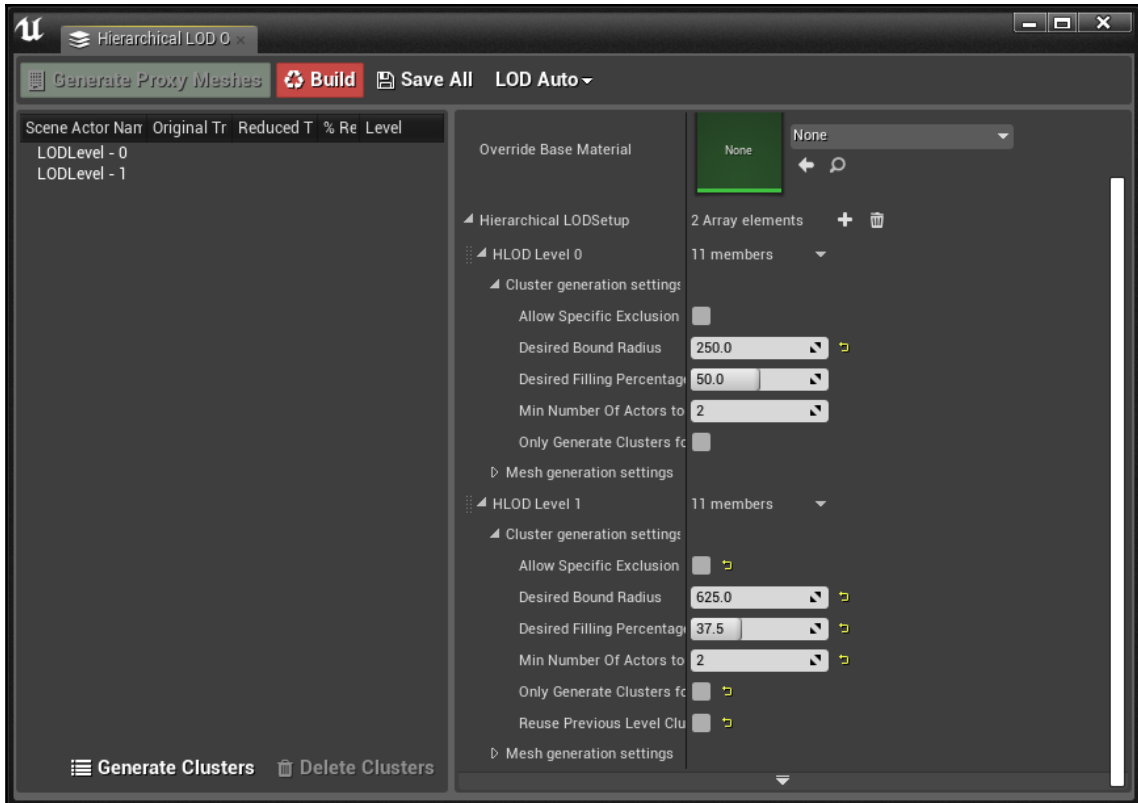 Hierarchical LOD O
Generate Proxy Meshes
Build
Save All
LOD Auto
Scene Actor Nan Original Tr Reduced T % Re Level
LODLevel - 0
LODLevel - 1
Generate Clusters
Delete Clusters
Override Base Material
None
None
Hierarchical LODSetup 2 Array elements
HLOD Level 0 11 members
Cluster generation settings
Allow Specific Exclusion
Desired Bound Radius 250.0
Desired Filling Percentage 50.0
Min Number Of Actors to 2
Only Generate Clusters fo
Mesh generation settings
HLOD Level 1 11 members
Cluster generation settings
Allow Specific Exclusion
Desired Bound Radius 625.0
Desired Filling Percentage 37.5
Min Number Of Actors to 2
Only Generate Clusters fo
Reuse Previous Level Clu
Mesh generation settings